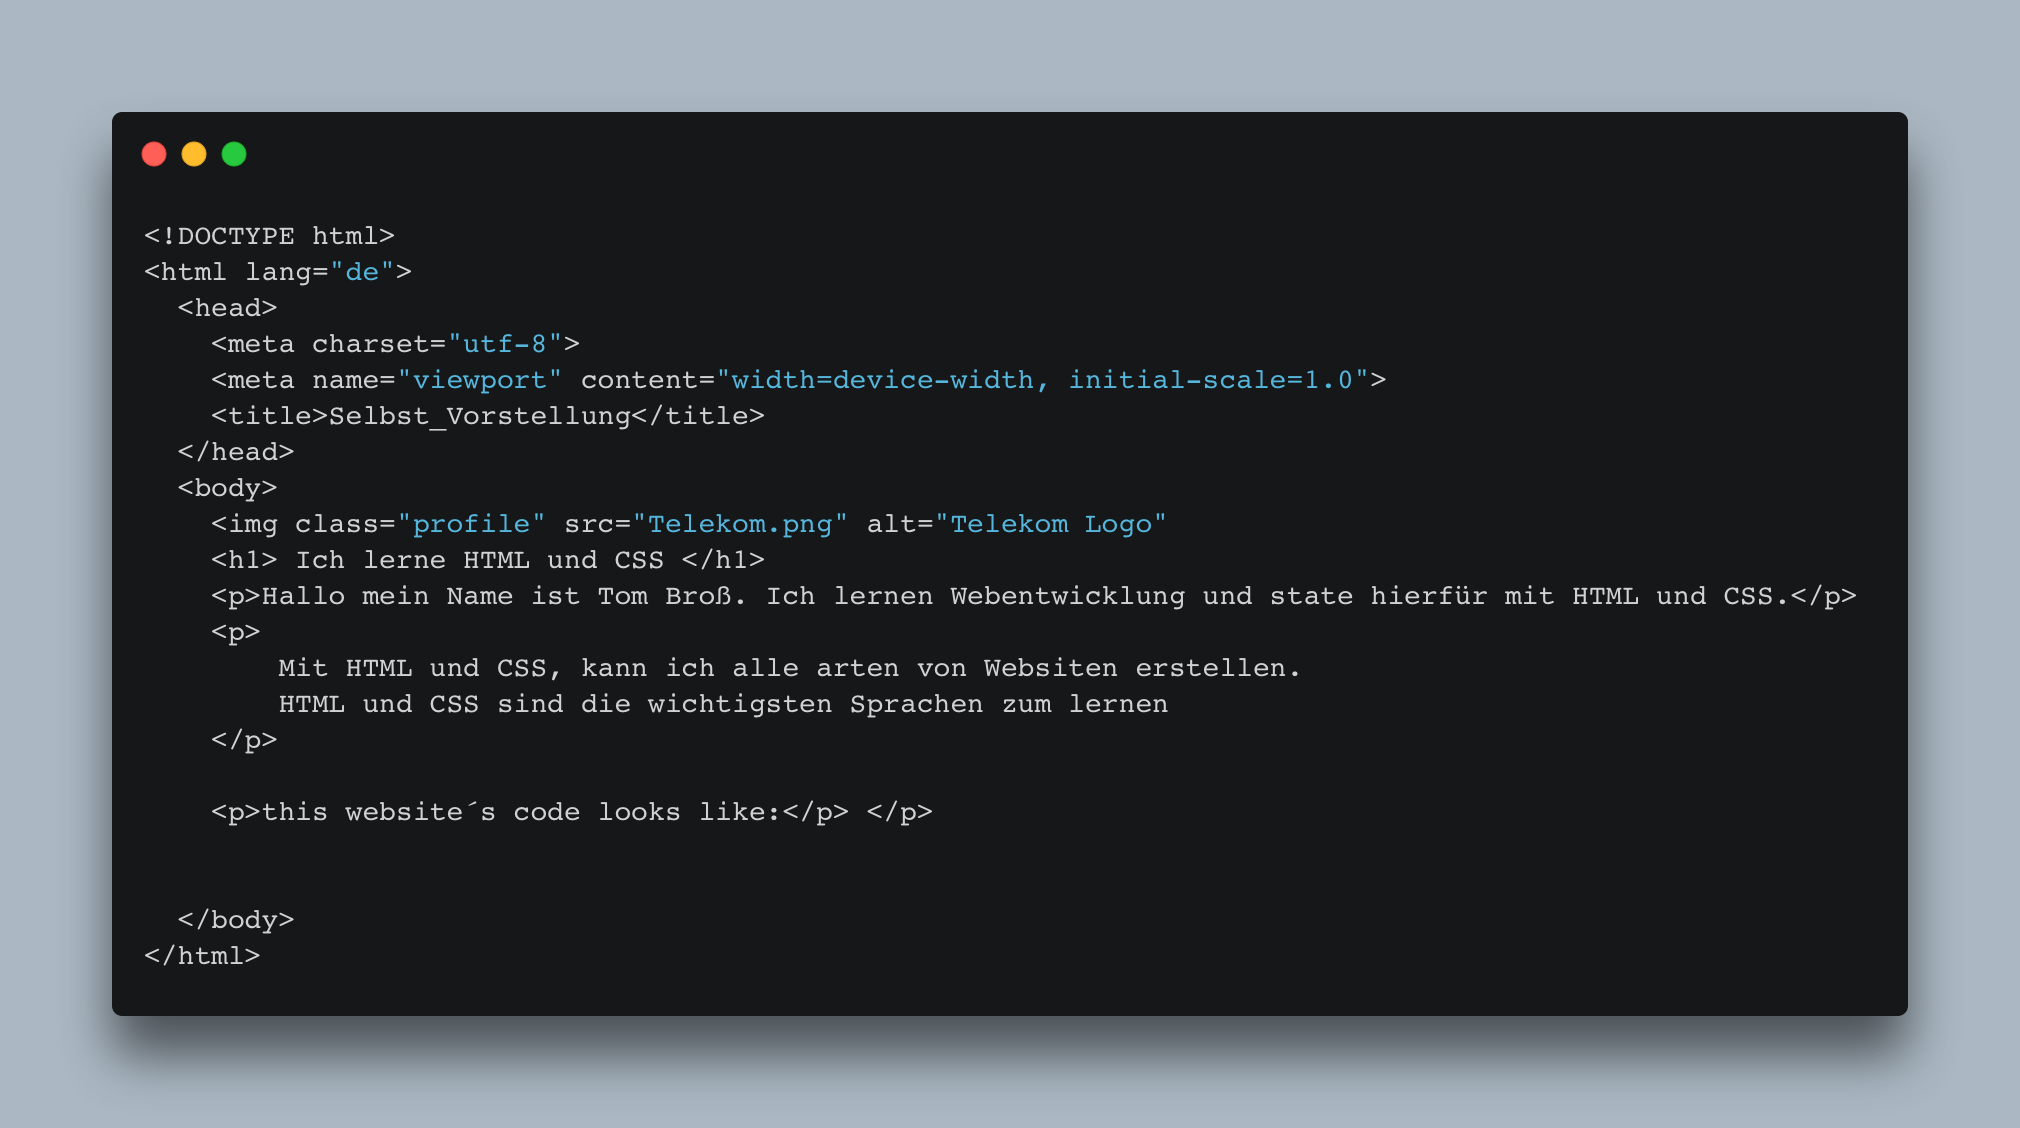 <!DOCTYPE html>
<html lang="de">
  <head>
    <meta charset="utf-8">
    <meta name="viewport" content="width=device-width, initial-scale=1.0">
    <title>Selbst_Vorstellung</title>
  </head>
  <body>
    <img class="profile" src="Telekom.png" alt="Telekom Logo"
    <h1> Ich lerne HTML und CSS </h1>
    <p>Hallo mein Name ist Tom Broß. Ich lernen Webentwicklung und state hierfür mit HTML und CSS.</p>
    <p>
        Mit HTML und CSS, kann ich alle arten von Websiten erstellen.
        HTML und CSS sind die wichtigsten Sprachen zum lernen
    </p>

    <p>this website´s code looks like:</p> </p>


  </body>
</html>